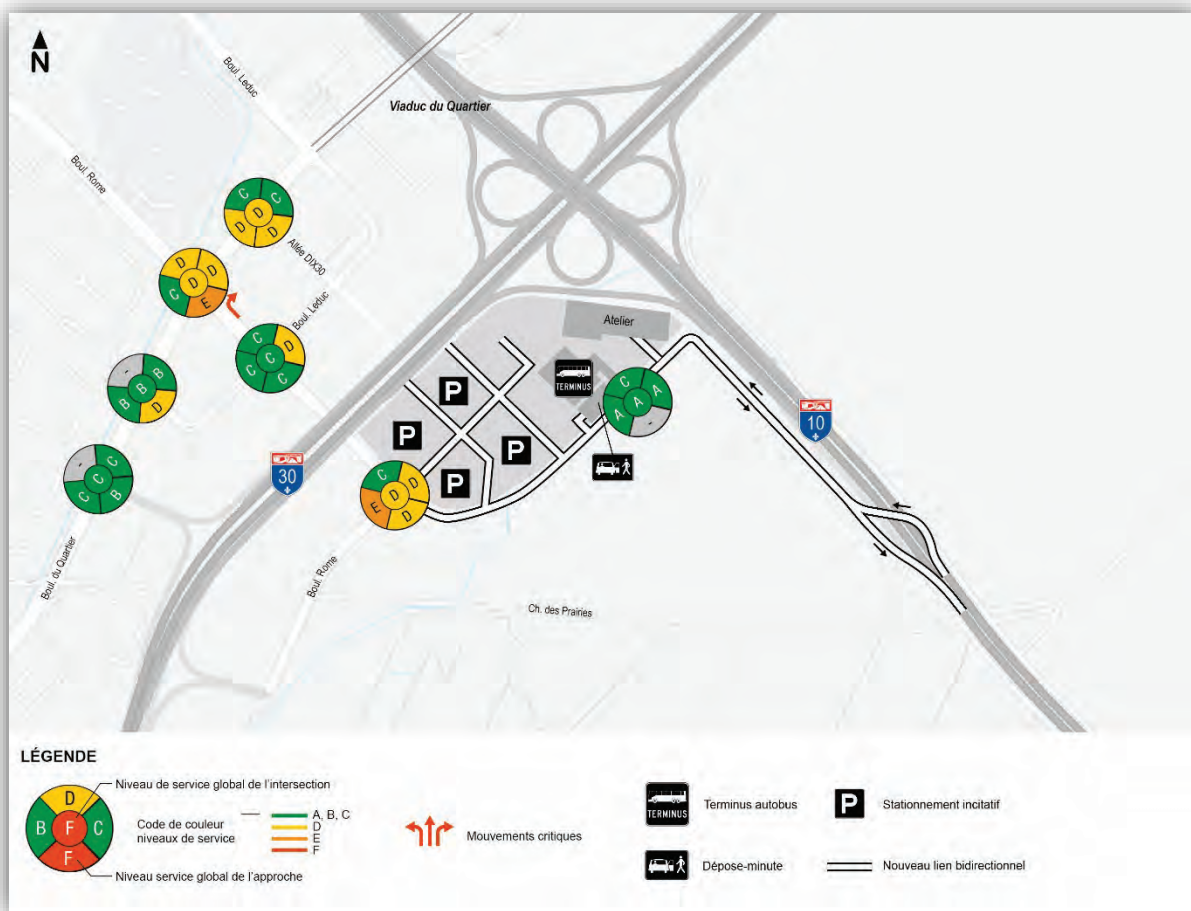 N
Boul. Leduc
Viaduc du Quartier
Boul. Rome
C C D D D
Allée DIX30
D D D E C
Boul. Leduc
C D C C C
- B B B D
- C C C B
Boul. du Quartier
30
Atelier
TERMINUS
P
P
P
P
C A A A -
10
C D D D E
Boul. Rome
Ch. des Prairies
LÉGENDE
D
B F C
F
Niveau de service global de l'intersection
Code de couleur
niveaux de service
A, B, C
D
E
F
Niveau service global de l'approche
Mouvements critiques
TERMINUS
Terminus autobus
P
Stationnement incitatif
Dépose-minute
Nouveau lien bidirectionnel